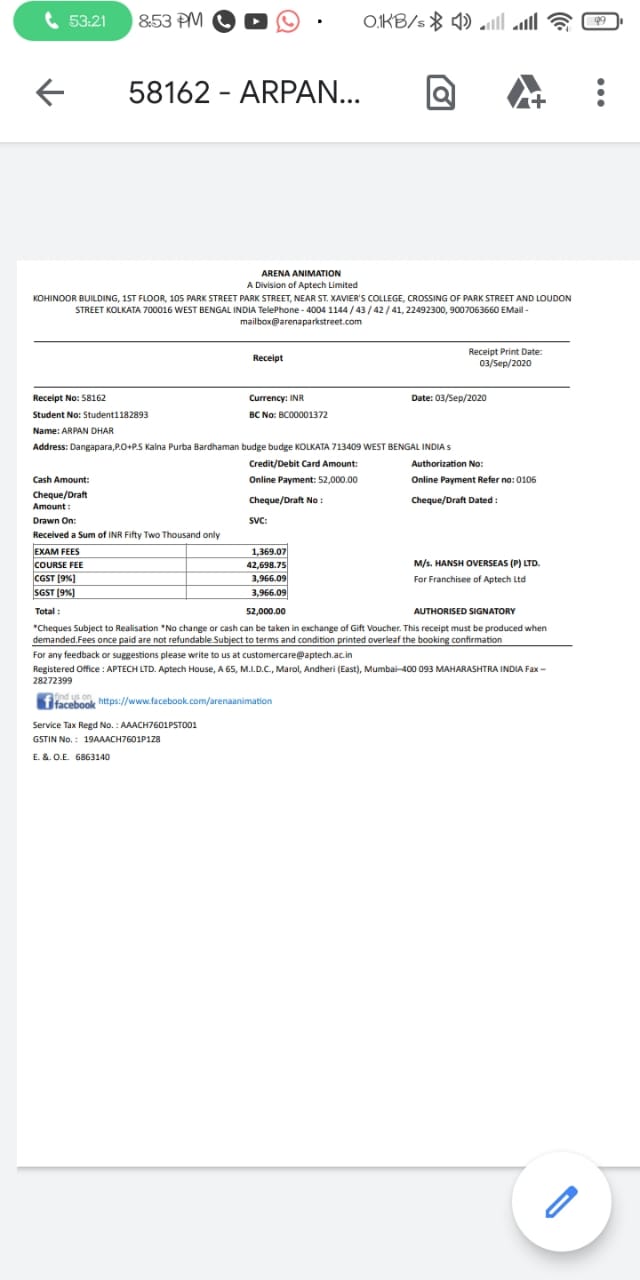 53:21 8:53 PM 0.1KB/s 99
58162 - ARPAN...
ARENA ANIMATION
A Division of Aptech Limited
KOHINOOR BUILDING, 1ST FLOOR, 105 PARK STREET PARK STREET, NEAR ST. XAVIER'S COLLEGE, CROSSING OF PARK STREET AND LOUDON
STREET KOLKATA 700016 WEST BENGAL INDIA TelePhone - 4004 1144 / 43 / 42 / 41, 22492300, 9007063660 EMail -
mailbox@arenaparkstreet.com
Receipt
Receipt Print Date:
03/Sep/2020
Receipt No: 58162 Currency: INR Date: 03/Sep/2020
Student No: Student1182893 BC No: BC00001372
Name: ARPAN DHAR
Address: Dangapara,P.O+P.S Kalna Purba Bardhaman budge budge KOLKATA 713409 WEST BENGAL INDIA s
Credit/Debit Card Amount: Authorization No:
Cash Amount: Online Payment: 52,000.00 Online Payment Refer no: 0106
Cheque/Draft
Amount : Cheque/Draft No : Cheque/Draft Dated :
Drawn On: SVC:
Received a Sum of INR Fifty Two Thousand only
EXAM FEES 1,369.07
COURSE FEE 42,698.75
CGST [9%] 3,966.09
SGST [9%] 3,966.09
M/s. HANSH OVERSEAS (P) LTD.
For Franchisee of Aptech Ltd
Total : 52,000.00 AUTHORISED SIGNATORY
*Cheques Subject to Realisation *No change or cash can be taken in exchange of Gift Voucher. This receipt must be produced when
demanded.Fees once paid are not refundable.Subject to terms and condition printed overleaf the booking confirmation
For any feedback or suggestions please write to us at customercare@aptech.ac.in
Registered Office : APTECH LTD. Aptech House, A 65, M.I.D.C., Marol, Andheri (East), Mumbai–400 093 MAHARASHTRA INDIA Fax –
28272399
find us on
facebook https://www.facebook.com/arenaanimation
Service Tax Regd No. : AAACH7601PST001
GSTIN No. : 19AAACH7601P1Z8
E. &. O.E. 6863140